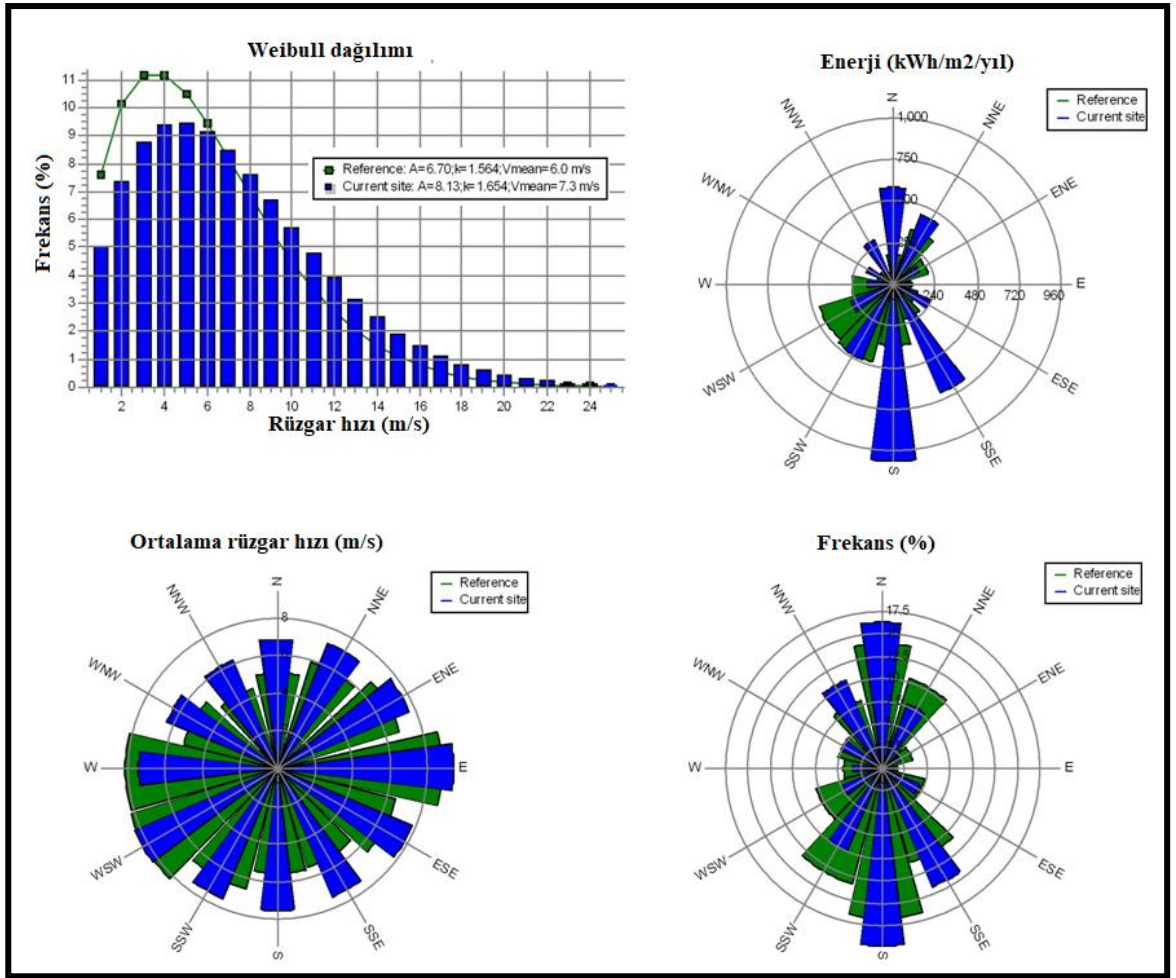 Weibull dağılımı
11
10
9
8
7
6
5
4
3
2
1
0
Frekans (%)
Reference: A=6.70;k=1.564;Vmean=6.0 m/s
Current site: A=8.13;k=1.654;Vmean=7.3 m/s
2 4 6 8 10 12 14 16 18 20 22 24
Rüzgar hızı (m/s)
Enerji (kWh/m2/yıl)
Reference
Current site
N
NNW
NNE
1,000
750
WNW
ENE
W
E
240 480 720 960
WSW
ESE
SSW
SSE
S
Ortalama rüzgar hızı (m/s)
Reference
Current site
N
NNW
NNE
8
WNW
ENE
W
E
WSW
ESE
SSW
SSE
S
Frekans (%)
Reference
Current site
N
NNW
NNE
17.5
WNW
ENE
W
E
WSW
ESE
SSW
SSE
S